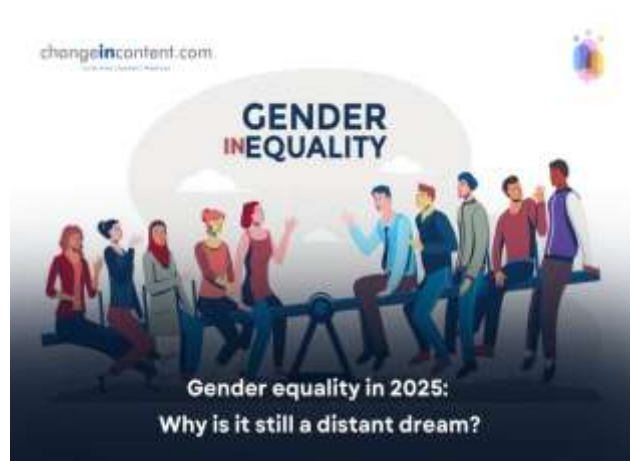 changeincontent.com
GENDER
INEQUALITY
Gender equality in 2025:
Why is it still a distant dream?